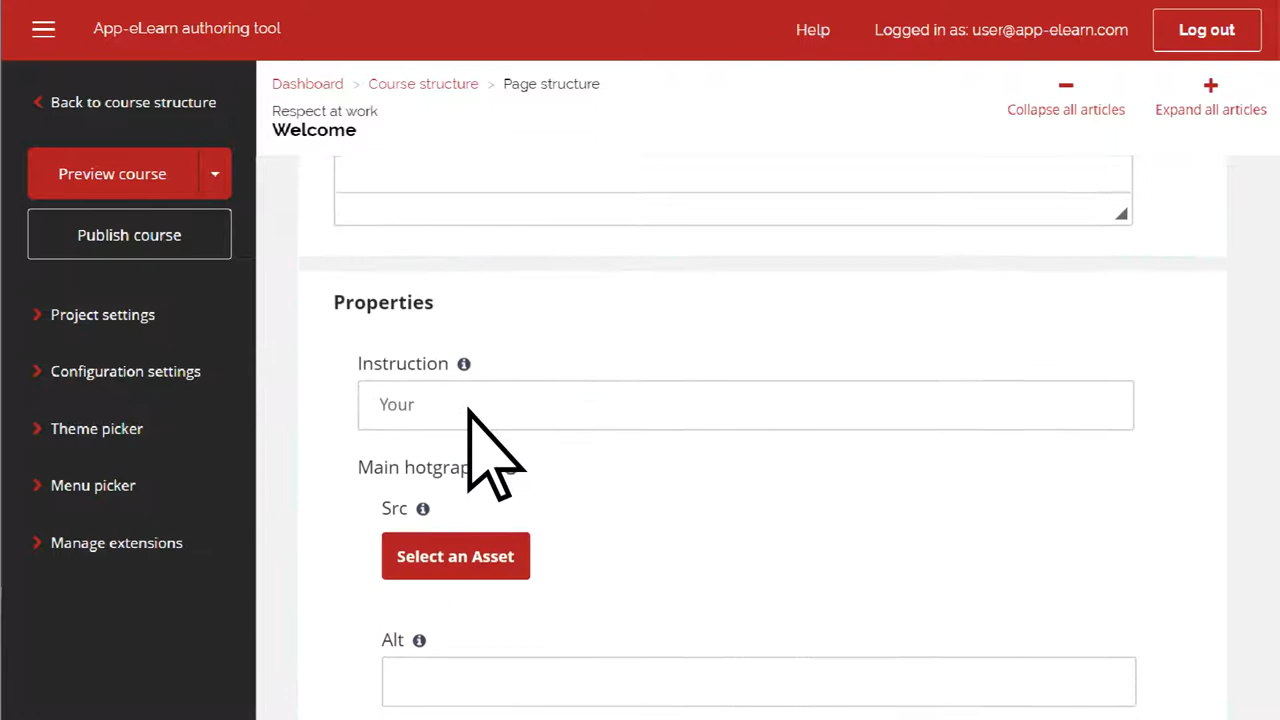 App-eLearn authoring tool
Help
Logged in as: user@app-elearn.com
Log out
Back to course structure
Preview course
Publish course
Project settings
Configuration settings
Theme picker
Menu picker
Manage extensions
Dashboard > Course structure > Page structure
Respect at work
Welcome
Collapse all articles
Expand all articles
Properties
Instruction
Your
Main
Src
Select an Asset
Alt